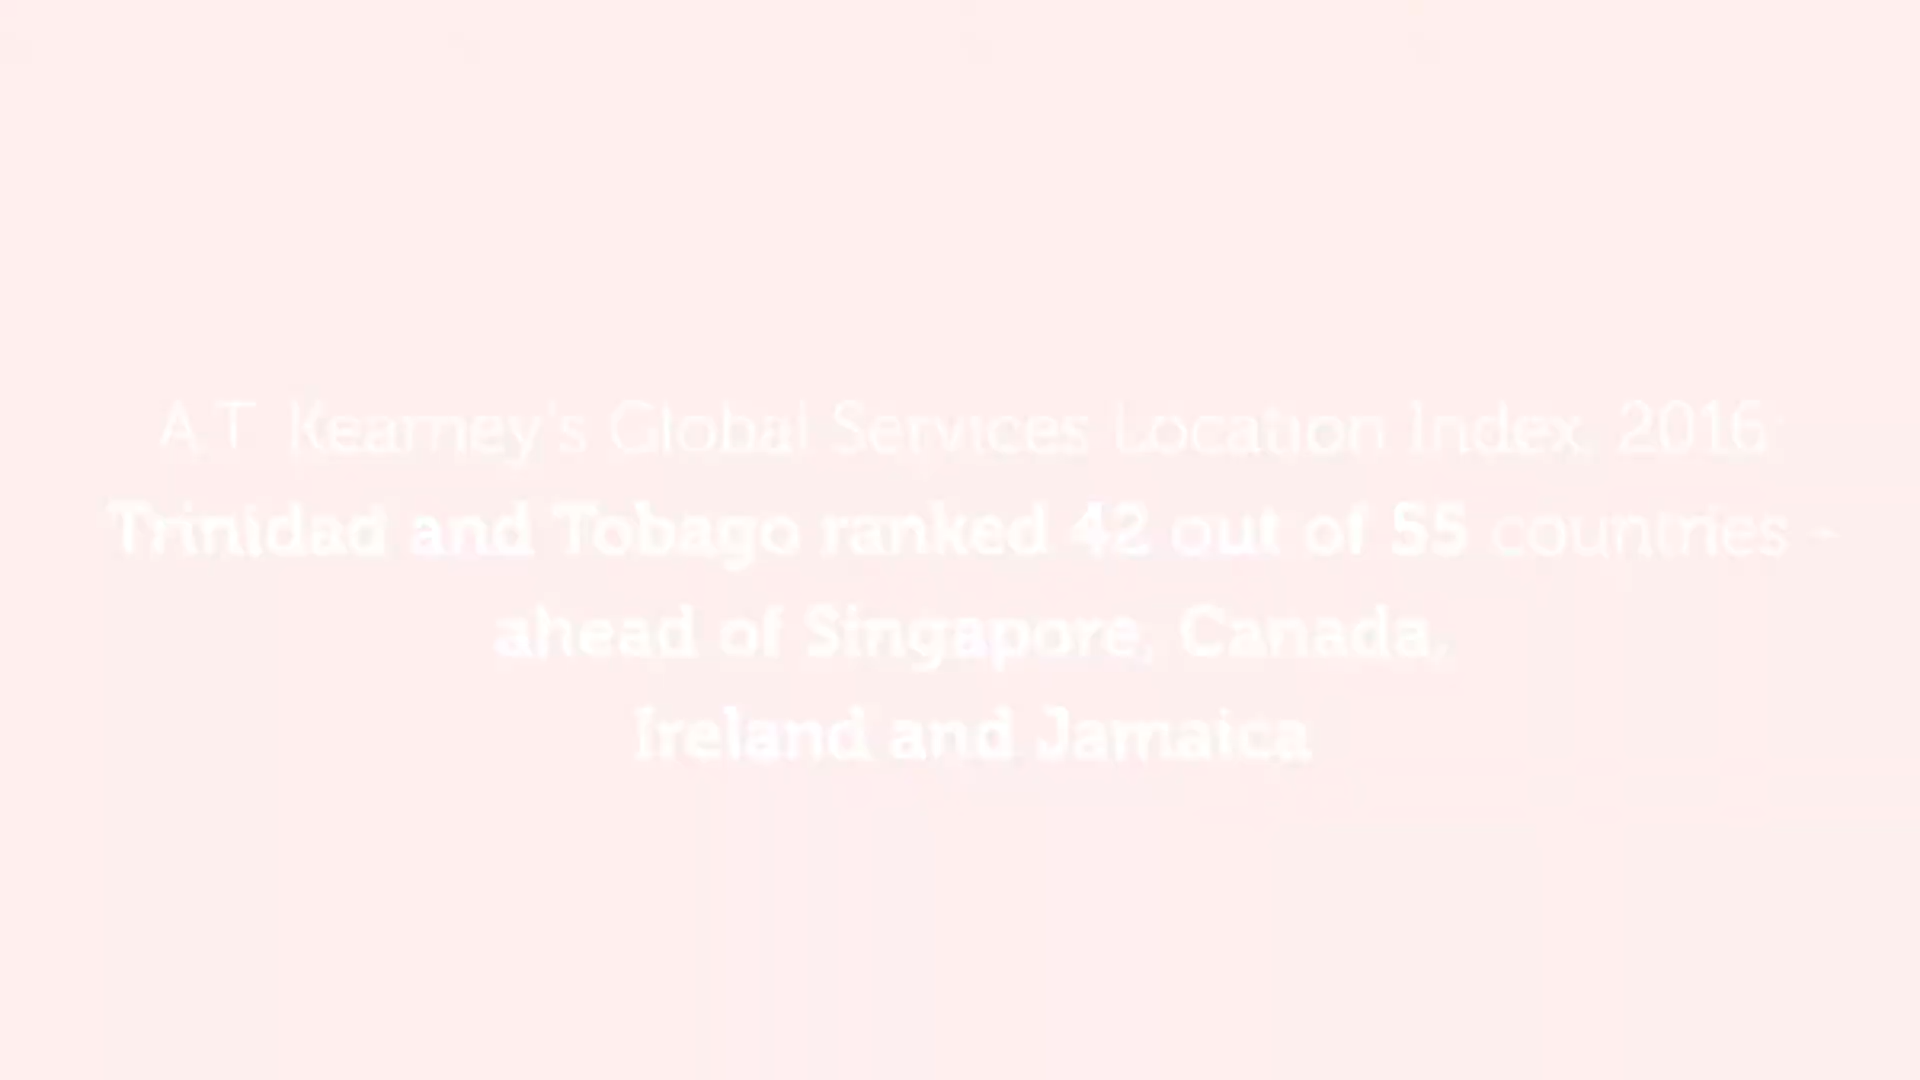 A.T. Kearney's Global Services Location Index, 2016:
Trinidad and Tobago ranked 42 out of 55 countries -
ahead of Singapore, Canada,
Ireland and Jamaica